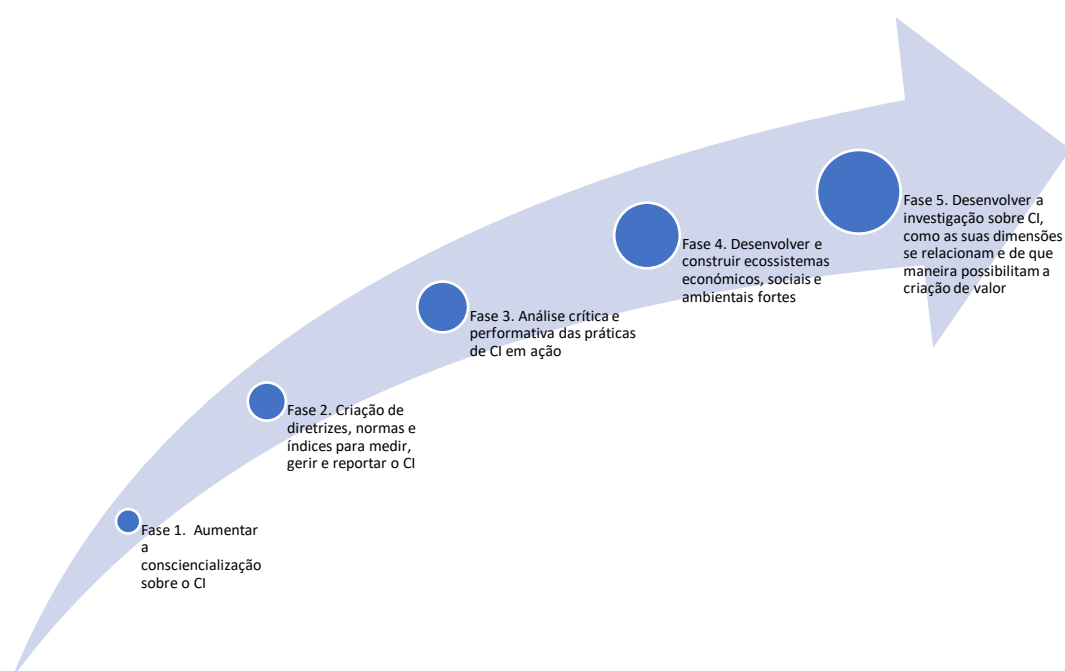 Fase 1.  Aumentar
a
consciencialização
sobre o CI
Fase 2. Criação de
diretrizes, normas e
índices para medir,
gerir e reportar o CI
Fase 3. Análise crítica e
performativa das práticas
de CI em ação
Fase 4. Desenvolver e
construir ecossistemas
económicos, sociais e
ambientais fortes
Fase 5. Desenvolver a
investigação sobre CI,
como as suas dimensões
se relacionam e de que
maneira possibilitam a
criação de valor